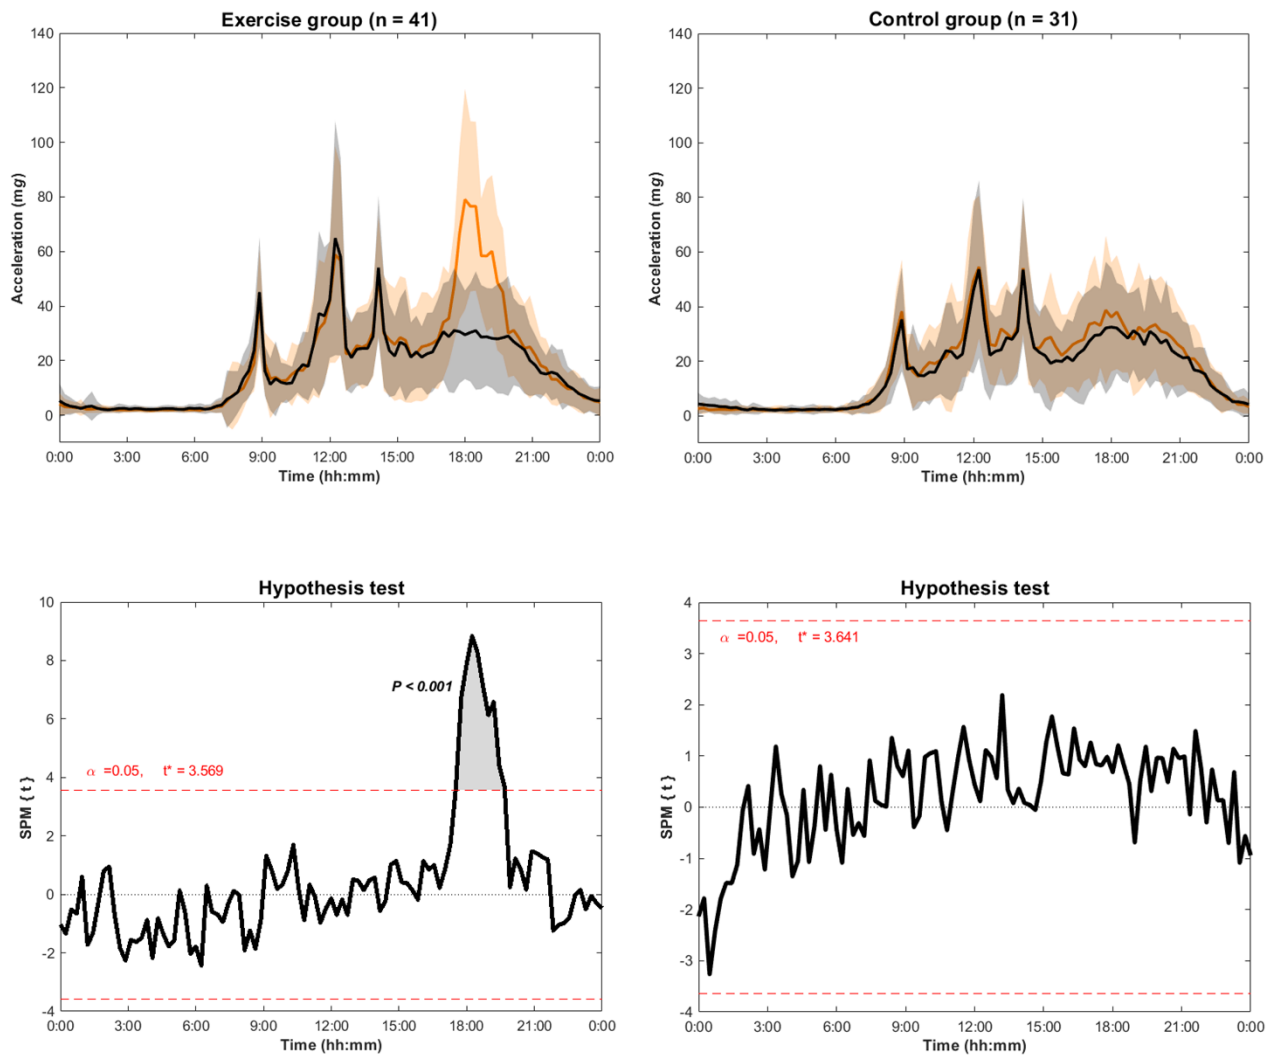 Exercise group (n = 41)
140
120
100
80
60
40
20
0
Acceleration (mg)
0:00 3:00 6:00 9:00 12:00 15:00 18:00 21:00 0:00
Time (hh:mm)
Control group (n = 31)
140
120
100
80
60
40
20
0
Acceleration (mg)
0:00 3:00 6:00 9:00 12:00 15:00 18:00 21:00 0:00
Time (hh:mm)
Hypothesis test
10
8
6
4
2
0
-2
-4
SPM { t }
P < 0.001
α =0.05, t* = 3.569
0:00 3:00 6:00 9:00 12:00 15:00 18:00 21:00 0:00
Time (hh:mm)
Hypothesis test
4
3
2
1
0
-1
-2
-3
-4
SPM { t }
α =0.05, t* = 3.641
0:00 3:00 6:00 9:00 12:00 15:00 18:00 21:00 0:00
Time (hh:mm)